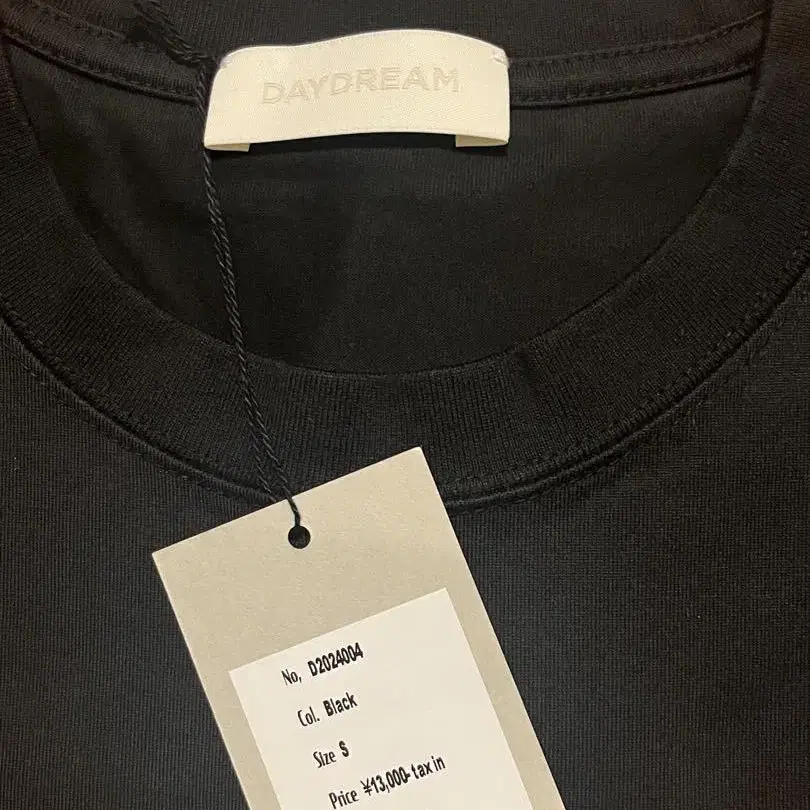 DAYDREAM
No, D2024004
Col. Black
Size S
Price ¥13,000- tax in